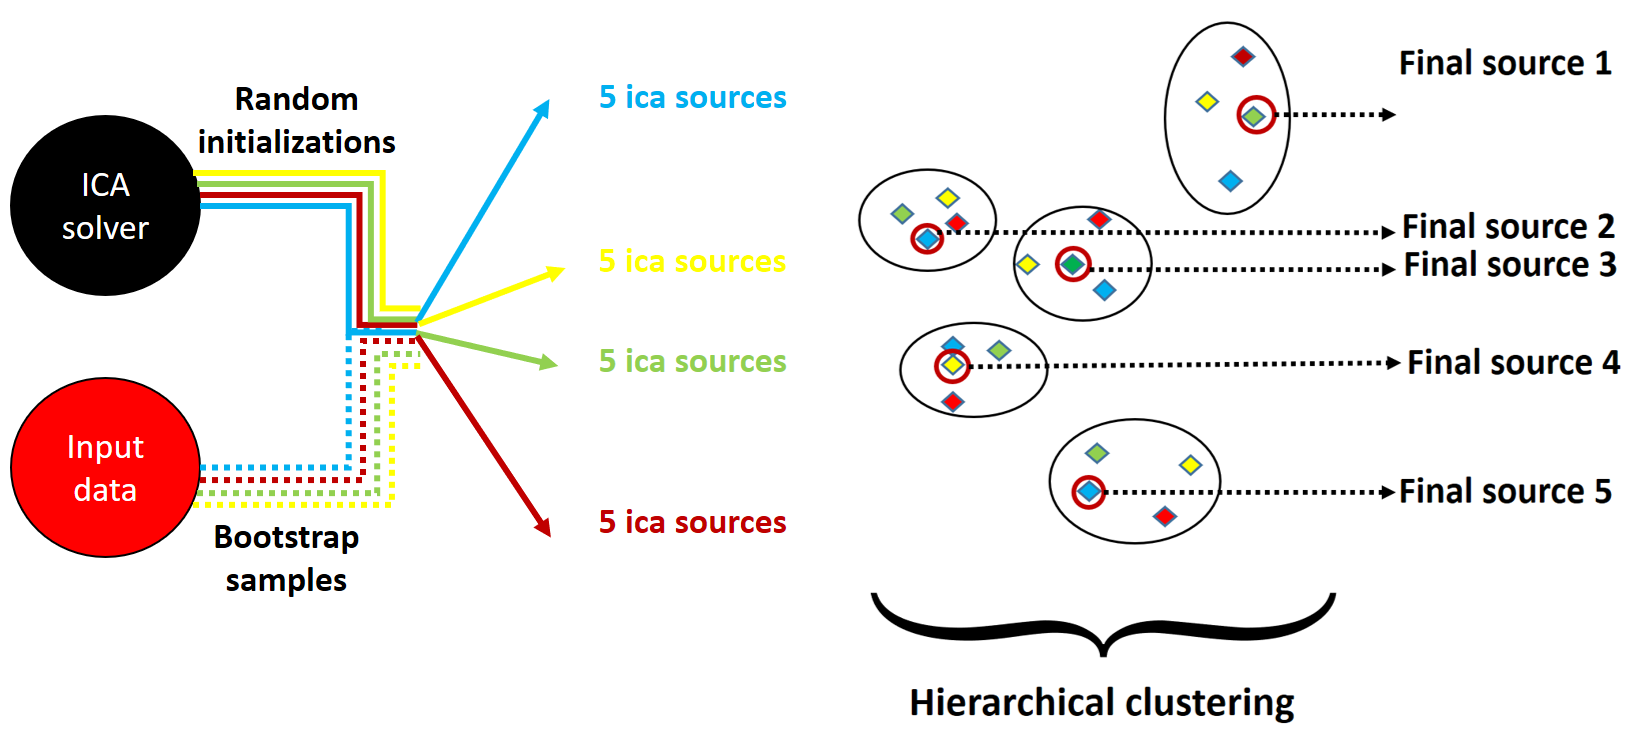 Random
initializations
ICA
solver
Input
data
Bootstrap
samples
5 ica sources
5 ica sources
5 ica sources
5 ica sources
Final source 1
Final source 2
Final source 3
Final source 4
Final source 5
Hierarchical clustering